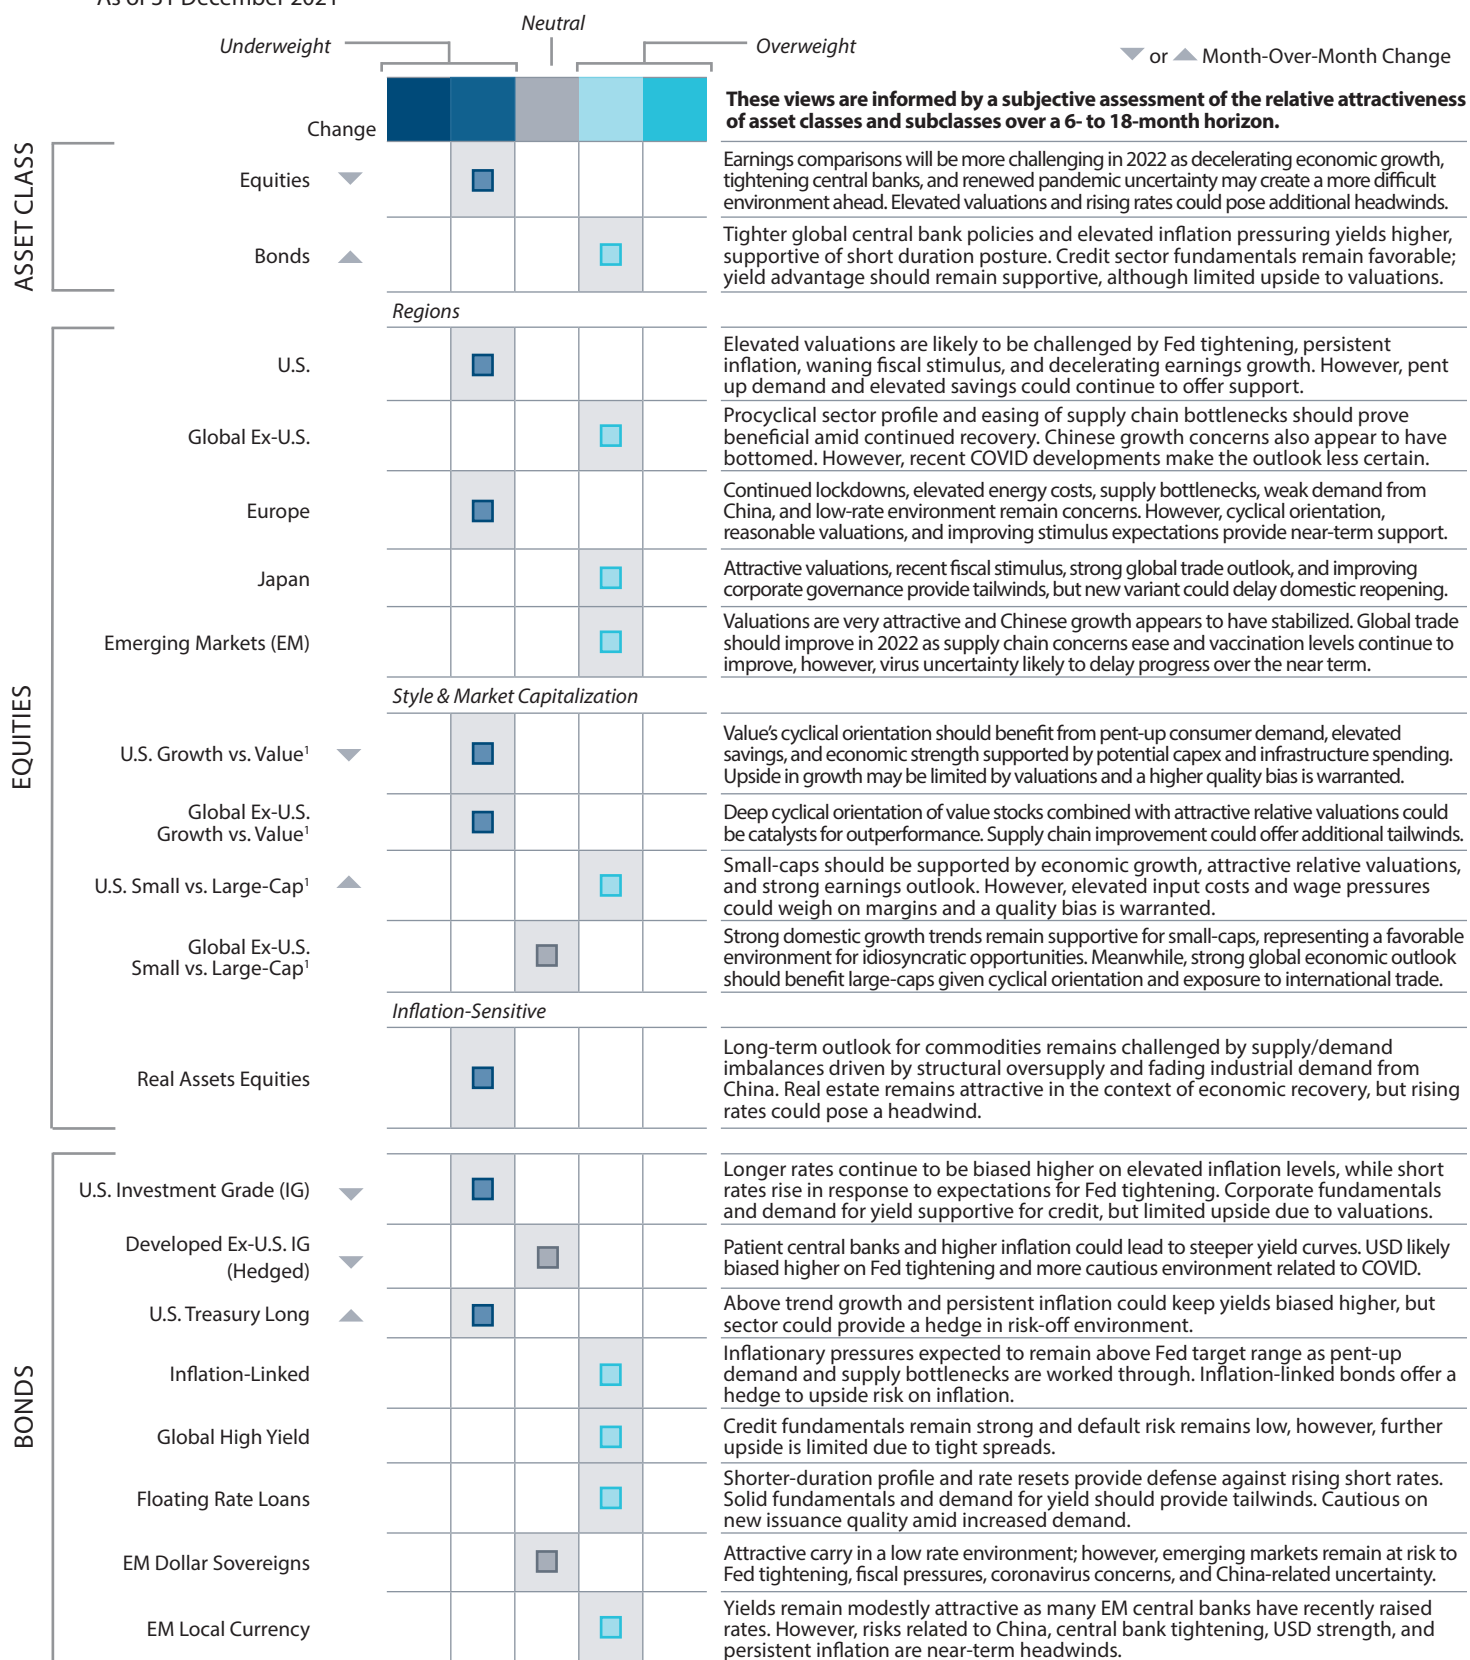 As of 31 December 2021
Neutral
Underweight
Overweight
▼ or ▲ Month-Over-Month Change
Change
These views are informed by a subjective assessment of the relative attractiveness
of asset classes and subclasses over a 6- to 18-month horizon.
ASSET CLASS
Equities
Earnings comparisons will be more challenging in 2022 as decelerating economic growth,
tightening central banks, and renewed pandemic uncertainty may create a more difficult
environment ahead. Elevated valuations and rising rates could pose additional headwinds.
Bonds
Tighter global central bank policies and elevated inflation pressuring yields higher,
supportive of short duration posture. Credit sector fundamentals remain favorable;
yield advantage should remain supportive, although limited upside to valuations.
EQUITIES
Regions
U.S.
Elevated valuations are likely to be challenged by Fed tightening, persistent
inflation, waning fiscal stimulus, and decelerating earnings growth. However, pent
up demand and elevated savings could continue to offer support.
Global Ex-U.S.
Procyclical sector profile and easing of supply chain bottlenecks should prove
beneficial amid continued recovery. Chinese growth concerns also appear to have
bottomed. However, recent COVID developments make the outlook less certain.
Europe
Continued lockdowns, elevated energy costs, supply bottlenecks, weak demand from
China, and low-rate environment remain concerns. However, cyclical orientation,
reasonable valuations, and improving stimulus expectations provide near-term support.
Japan
Attractive valuations, recent fiscal stimulus, strong global trade outlook, and improving
corporate governance provide tailwinds, but new variant could delay domestic reopening.
Emerging Markets (EM)
Valuations are very attractive and Chinese growth appears to have stabilized. Global trade
should improve in 2022 as supply chain concerns ease and vaccination levels continue to
improve, however, virus uncertainty likely to delay progress over the near term.
Style & Market Capitalization
U.S. Growth vs. Value¹
Value's cyclical orientation should benefit from pent-up consumer demand, elevated
savings, and economic strength supported by potential capex and infrastructure spending.
Upside in growth may be limited by valuations and a higher quality bias is warranted.
Global Ex-U.S.
Growth vs. Value¹
Deep cyclical orientation of value stocks combined with attractive relative valuations could
be catalysts for outperformance. Supply chain improvement could offer additional tailwinds.
U.S. Small vs. Large-Cap¹
Small-caps should be supported by economic growth, attractive relative valuations,
and strong earnings outlook. However, elevated input costs and wage pressures
could weigh on margins and a quality bias is warranted.
Global Ex-U.S.
Small vs. Large-Cap¹
Strong domestic growth trends remain supportive for small-caps, representing a favorable
environment for idiosyncratic opportunities. Meanwhile, strong global economic outlook
should benefit large-caps given cyclical orientation and exposure to international trade.
Inflation-Sensitive
Real Assets Equities
Long-term outlook for commodities remains challenged by supply/demand
imbalances driven by structural oversupply and fading industrial demand from
China. Real estate remains attractive in the context of economic recovery, but rising
rates could pose a headwind.
BONDS
U.S. Investment Grade (IG)
Longer rates continue to be biased higher on elevated inflation levels, while short
rates rise in response to expectations for Fed tightening. Corporate fundamentals
and demand for yield supportive for credit, but limited upside due to valuations.
Developed Ex-U.S. IG
(Hedged)
Patient central banks and higher inflation could lead to steeper yield curves. USD likely
biased higher on Fed tightening and more cautious environment related to COVID.
U.S. Treasury Long
Above trend growth and persistent inflation could keep yields biased higher, but
sector could provide a hedge in risk-off environment.
Inflation-Linked
Inflationary pressures expected to remain above Fed target range as pent-up
demand and supply bottlenecks are worked through. Inflation-linked bonds offer a
hedge to upside risk on inflation.
Global High Yield
Credit fundamentals remain strong and default risk remains low, however, further
upside is limited due to tight spreads.
Floating Rate Loans
Shorter-duration profile and rate resets provide defense against rising short rates.
Solid fundamentals and demand for yield should provide tailwinds. Cautious on
new issuance quality amid increased demand.
EM Dollar Sovereigns
Attractive carry in a low rate environment; however, emerging markets remain at risk to
Fed tightening, fiscal pressures, coronavirus concerns, and China-related uncertainty.
EM Local Currency
Yields remain modestly attractive as many EM central banks have recently raised
rates. However, risks related to China, central bank tightening, USD strength, and
persistent inflation are near-term headwinds.